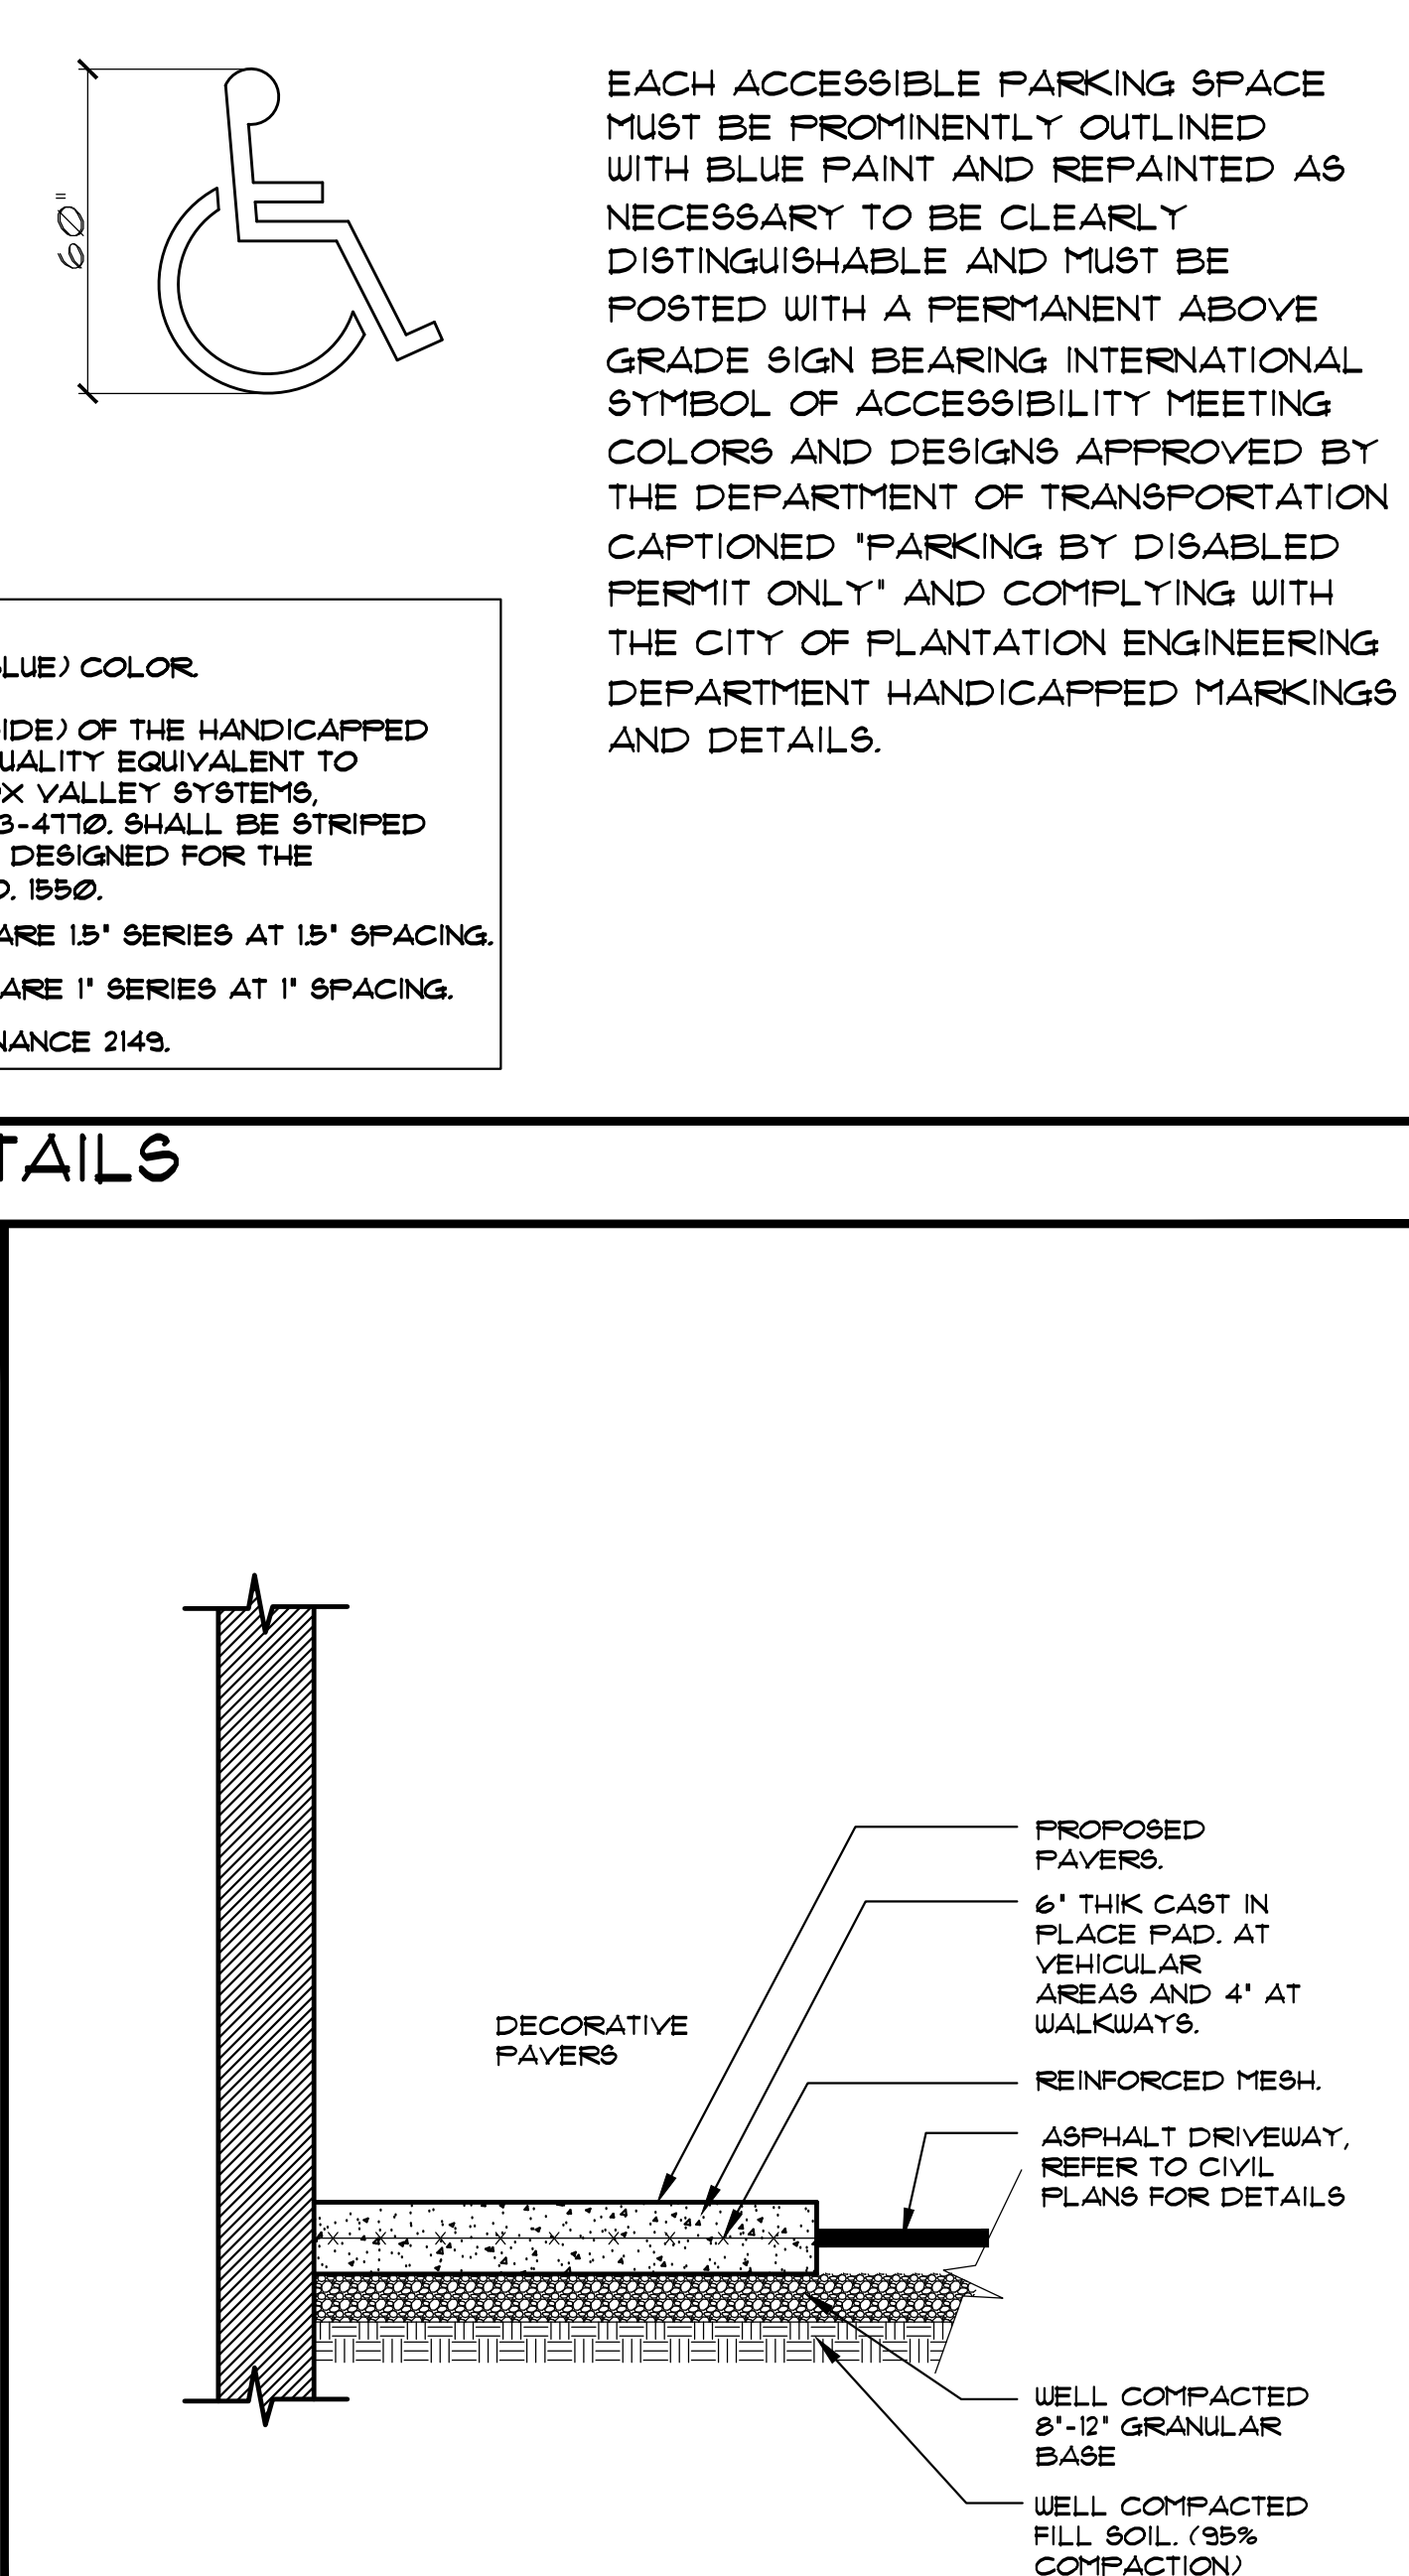 60"
EACH ACCESSIBLE PARKING SPACE
MUST BE PROMINENTLY OUTLINED
WITH BLUE PAINT AND REPAINTED AS
NECESSARY TO BE CLEARLY
DISTINGUISHABLE AND MUST BE
POSTED WITH A PERMANENT ABOVE
GRADE SIGN BEARING INTERNATIONAL
SYMBOL OF ACCESSIBILITY MEETING
COLORS AND DESIGNS APPROVED BY
THE DEPARTMENT OF TRANSPORTATION
CAPTIONED "PARKING BY DISABLED
PERMIT ONLY" AND COMPLYING WITH
THE CITY OF PLANTATION ENGINEERING
DEPARTMENT HANDICAPPED MARKINGS
AND DETAILS.
LUE) COLOR.
IDE) OF THE HANDICAPPED
UALITY EQUIVALENT TO
X VALLEY SYSTEMS,
3-4770. SHALL BE STRIPED
DESIGNED FOR THE
. 1550.
ARE 1.5" SERIES AT 1.5" SPACING.
ARE 1" SERIES AT 1" SPACING.
NANCE 2149.
TAILS
DECORATIVE
PAVERS
PROPOSED
PAVERS.
6" THIK CAST IN
PLACE PAD. AT
VEHICULAR
AREAS AND 4" AT
WALKWAYS.
REINFORCED MESH.
ASPHALT DRIVEWAY,
REFER TO CIVIL
PLANS FOR DETAILS
WELL COMPACTED
8"-12" GRANULAR
BASE
WELL COMPACTED
FILL SOIL. (95%
COMPACTION)